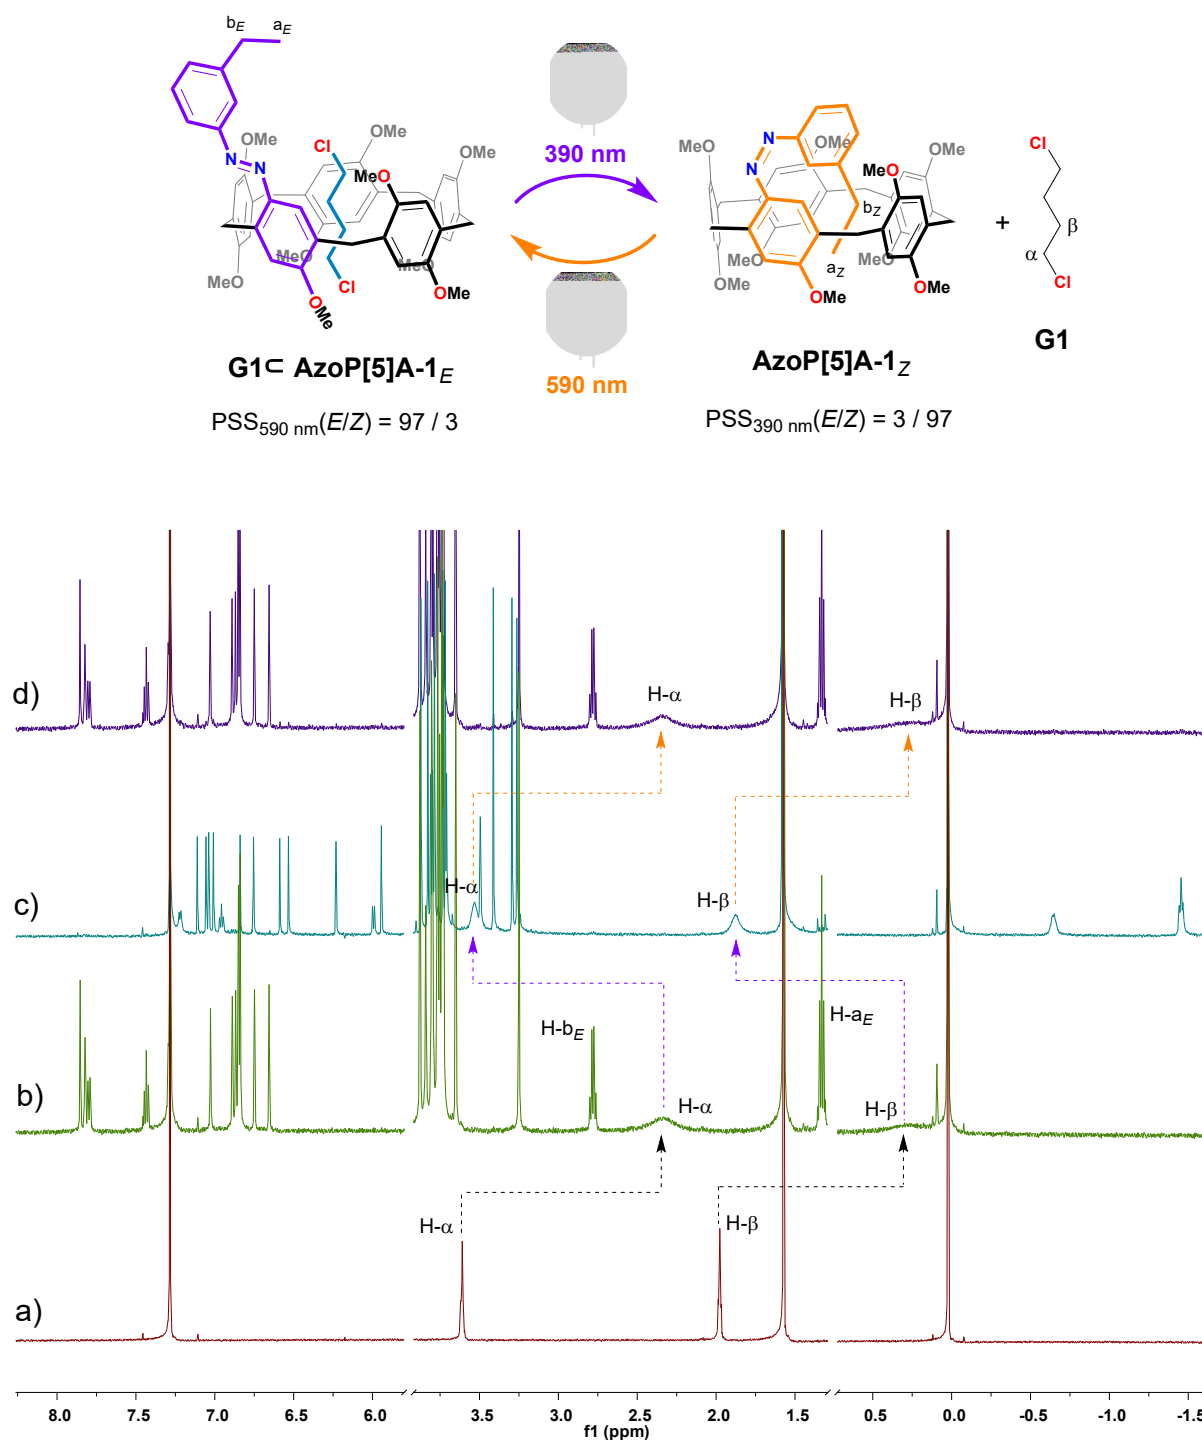 b_E a_E
OMe
OMe
OMe
N
N
Cl
MeO
MeO
MeO
MeO
Cl
OMe
OMe
390 nm
590 nm
N
N
MeO
OMe
MeO
OMe
b_Z
a_Z
MeO
MeO
MeO
OMe
OMe
OMe
+
Cl
β
α
Cl
G1⊂ AzoP[5]A-1_E
AzoP[5]A-1_Z
G1
PSS_590 nm(E/Z) = 97 / 3
PSS_390 nm(E/Z) = 3 / 97
d)
H-α
H-β
c)
H-α
H-β
b)
H-b_E
H-α
H-a_E
H-β
a)
H-α
H-β
8.0 7.5 7.0 6.5 6.0 3.5 3.0 2.5 2.0 1.5 0.5 0.0 -0.5 -1.0 -1.5
f1 (ppm)